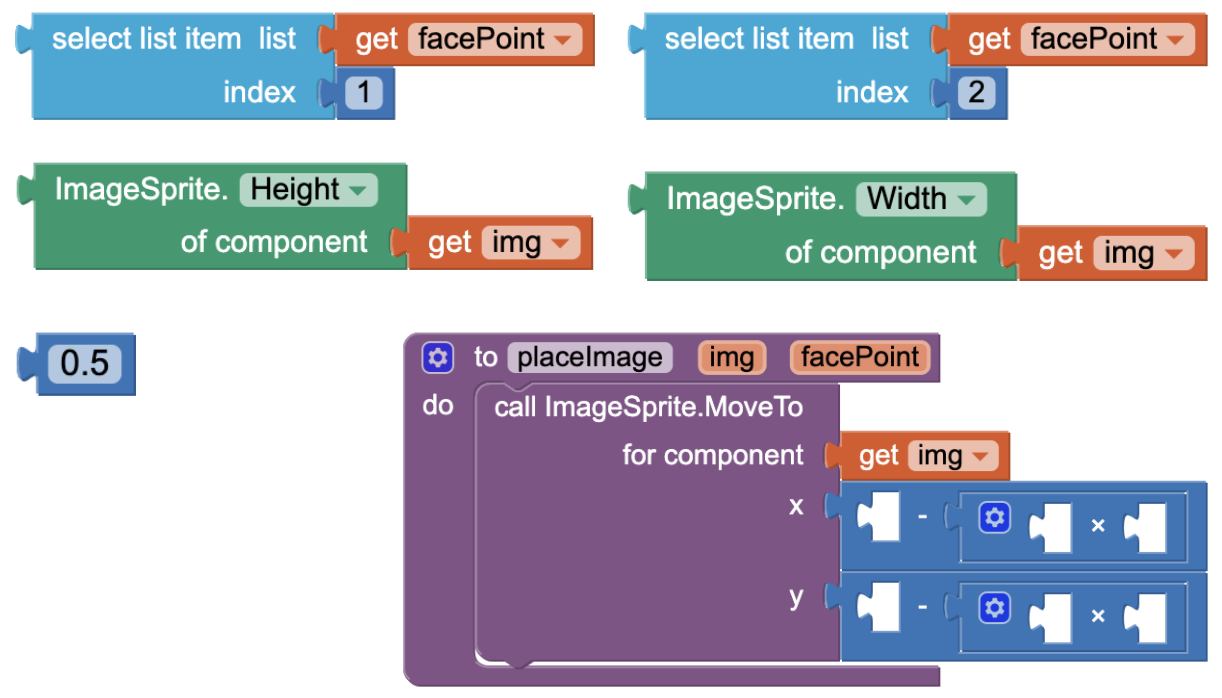 select list item list get facePoint
index 1
select list item list get facePoint
index 2
ImageSprite. Height
of component get img
ImageSprite. Width
of component get img
0.5
to placeImage img facePoint
do call ImageSprite.MoveTo
for component get img
x - ×
y - ×